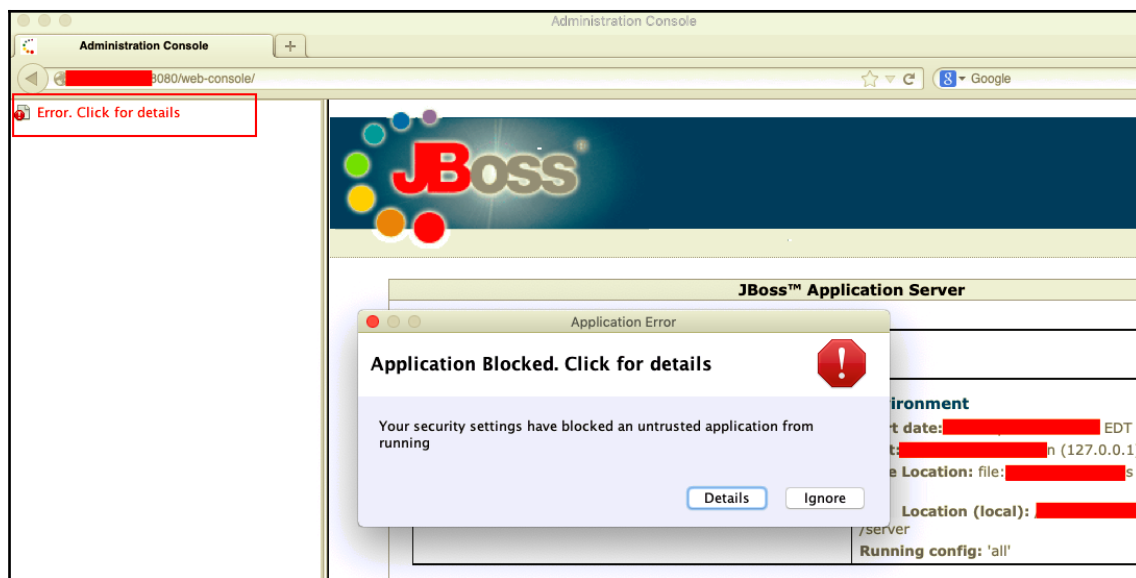 Administration Console
Administration Console
8080/web-console/
Google
Error. Click for details
JBoss
JBoss™ Application Server
Application Error
Application Blocked. Click for details
Your security settings have blocked an untrusted application from
running
Details Ignore
ironment
rt date: EDT
t: n (127.0.0.1)
e Location: file: s
Location (local): /
/server
Running config: 'all'